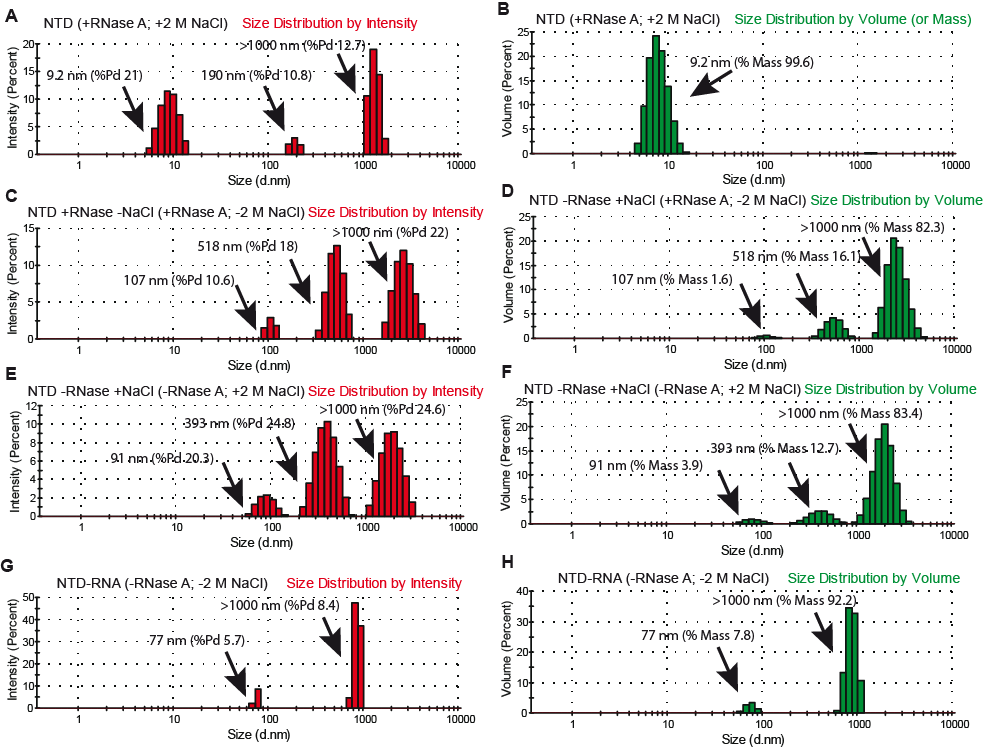 A
NTD (+RNase A; +2 M NaCl) Size Distribution by Intensity
>1000 nm (%Pd 12.7)
9.2 nm (%Pd 21)
190 nm (%Pd 10.8)
Intensity (Percent)
20
15
10
5
0
1 10 100 1000 10000
Size (d.nm)
B
NTD (+RNase A; +2 M NaCl) Size Distribution by Volume (or Mass)
9.2 nm (% Mass 99.6)
Volume (Percent)
25
20
15
10
5
0
1 10 100 1000 10000
Size (d.nm)
C
NTD +RNase -NaCl (+RNase A; -2 M NaCl) Size Distribution by Intensity
>1000 nm (%Pd 22)
518 nm (%Pd 18)
107 nm (%Pd 10.6)
Intensity (Percent)
15
10
5
0
1 10 100 1000 10000
Size (d.nm)
D
NTD -RNase +NaCl (+RNase A; -2 M NaCl) Size Distribution by Volume
>1000 nm (% Mass 82.3)
518 nm (% Mass 16.1)
107 nm (% Mass 1.6)
Volume (Percent)
25
20
15
10
5
0
1 10 100 1000 10000
Size (d.nm)
E
NTD -RNase +NaCl (-RNase A; +2 M NaCl) Size Distribution by Intensity
>1000 nm (%Pd 24.6)
393 nm (%Pd 24.8)
91 nm (%Pd 20.3)
Intensity (Percent)
12
10
8
6
4
2
0
1 10 100 1000 10000
Size (d.nm)
F
NTD -RNase +NaCl (-RNase A; +2 M NaCl) Size Distribution by Volume
>1000 nm (% Mass 83.4)
393 nm (% Mass 12.7)
91 nm (% Mass 3.9)
Volume (Percent)
25
20
15
10
5
0
1 10 100 1000 10000
Size (d.nm)
G
NTD-RNA (-RNase A; -2 M NaCl) Size Distribution by Intensity
>1000 nm (%Pd 8.4)
77 nm (%Pd 5.7)
Intensity (Percent)
50
40
30
20
10
0
1 10 100 1000 10000
Size (d.nm)
H
NTD-RNA (-RNase A; -2 M NaCl) Size Distribution by Volume
>1000 nm (% Mass 92.2)
77 nm (% Mass 7.8)
Volume (Percent)
40
30
20
10
0
1 10 100 1000 10000
Size (d.nm)